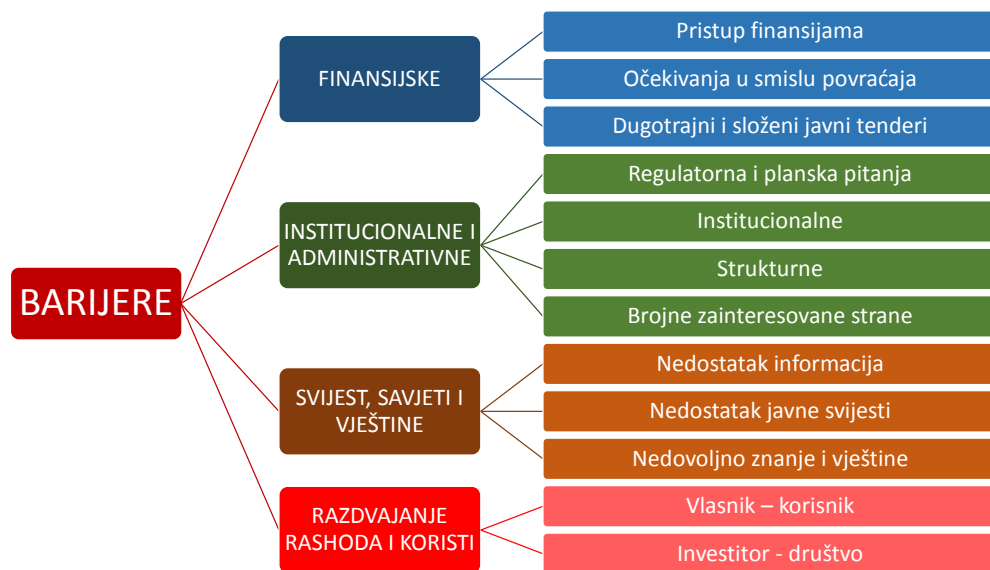 BARIJERE
FINANSIJSKE
Pristup finansijama
Očekivanja u smislu povraćaja
Dugotrajni i složeni javni tenderi
INSTITUCIONALNE I
ADMINISTRATIVNE
Regulatorna i planska pitanja
Institucionalne
Strukturne
Brojne zainteresovane strane
SVIJEST, SAVJETI I
VJEŠTINE
Nedostatak informacija
Nedostatak javne svijesti
Nedovoljno znanje i vještine
RAZDVAJANJE
RASHODA I KORISTI
Vlasnik – korisnik
Investitor - društvo